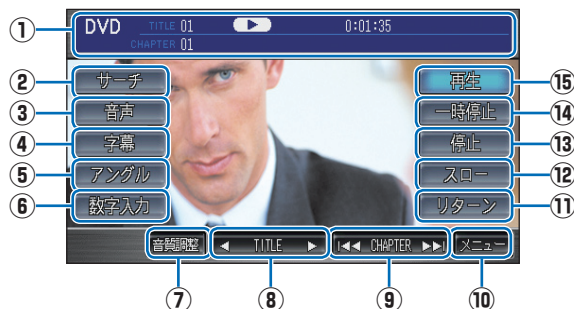 ① DVD TITLE 01 ▶ 0:01:35
CHAPTER 01
② サーチ 再生 ⑮
③ 音声 一時停止 ⑭
④ 字幕 停止 ⑬
⑤ アングル スロー ⑫
⑥ 数字入力 リターン ⑪
音質調整 ◀ TITLE ▶ I◀◀ CHAPTER ▶▶I メニュー
⑦ ⑧ ⑨ ⑩